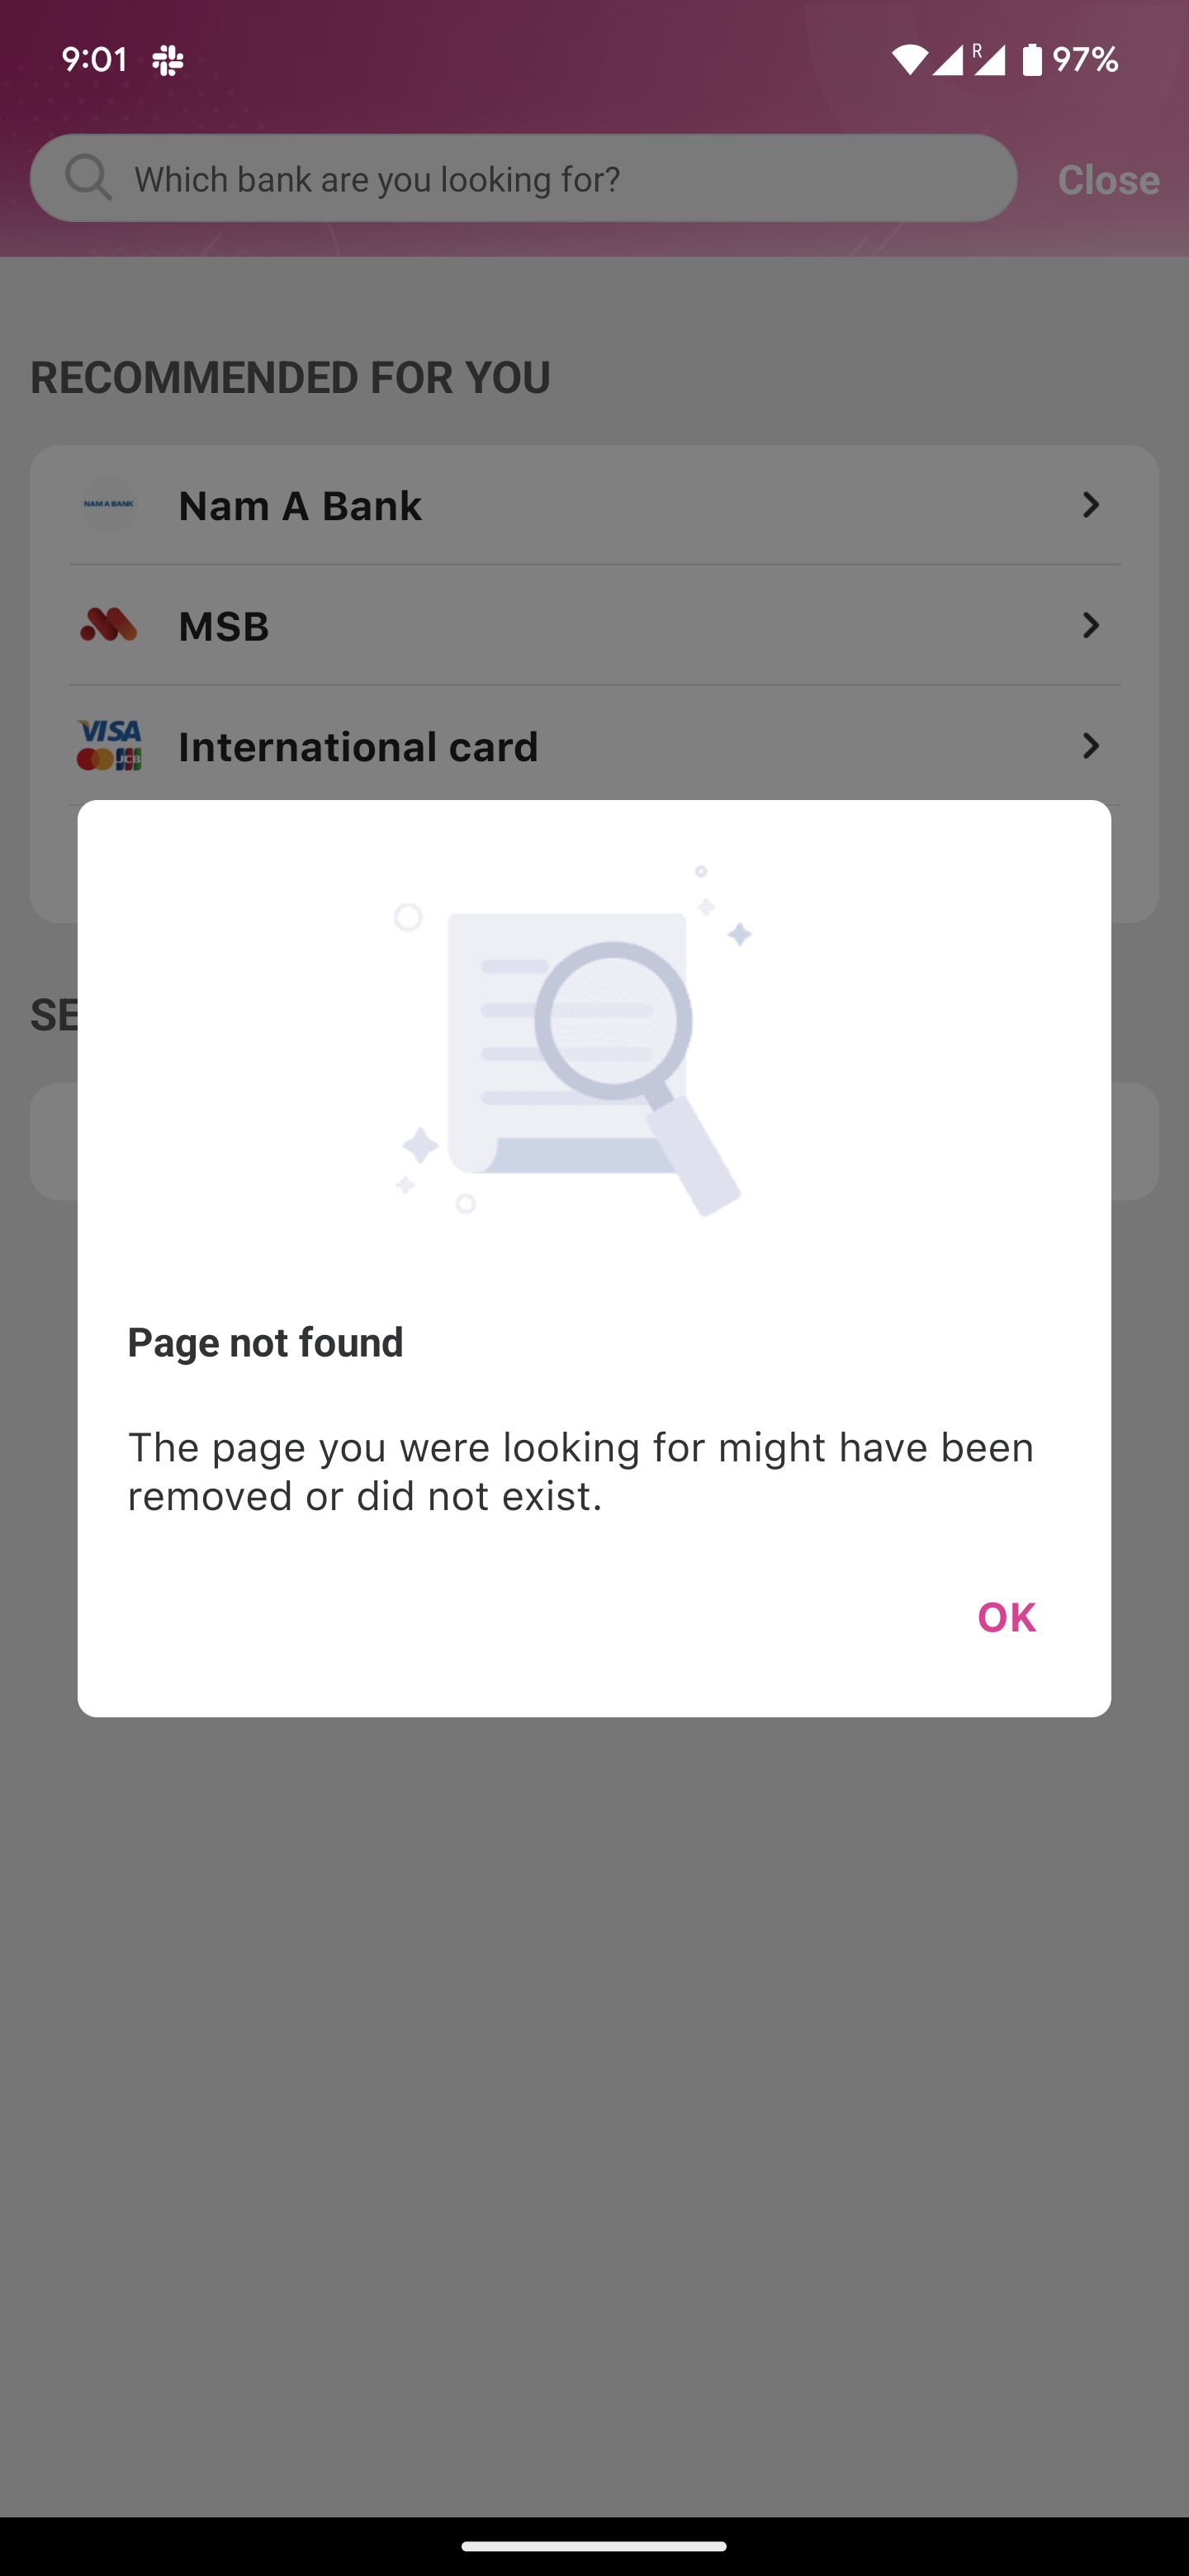 9:01
R
97%
Which bank are you looking for?
Close
RECOMMENDED FOR YOU
NAM A BANK
Nam A Bank
MSB
VISA
JCB
International card
SE
Page not found
The page you were looking for might have been
removed or did not exist.
OK